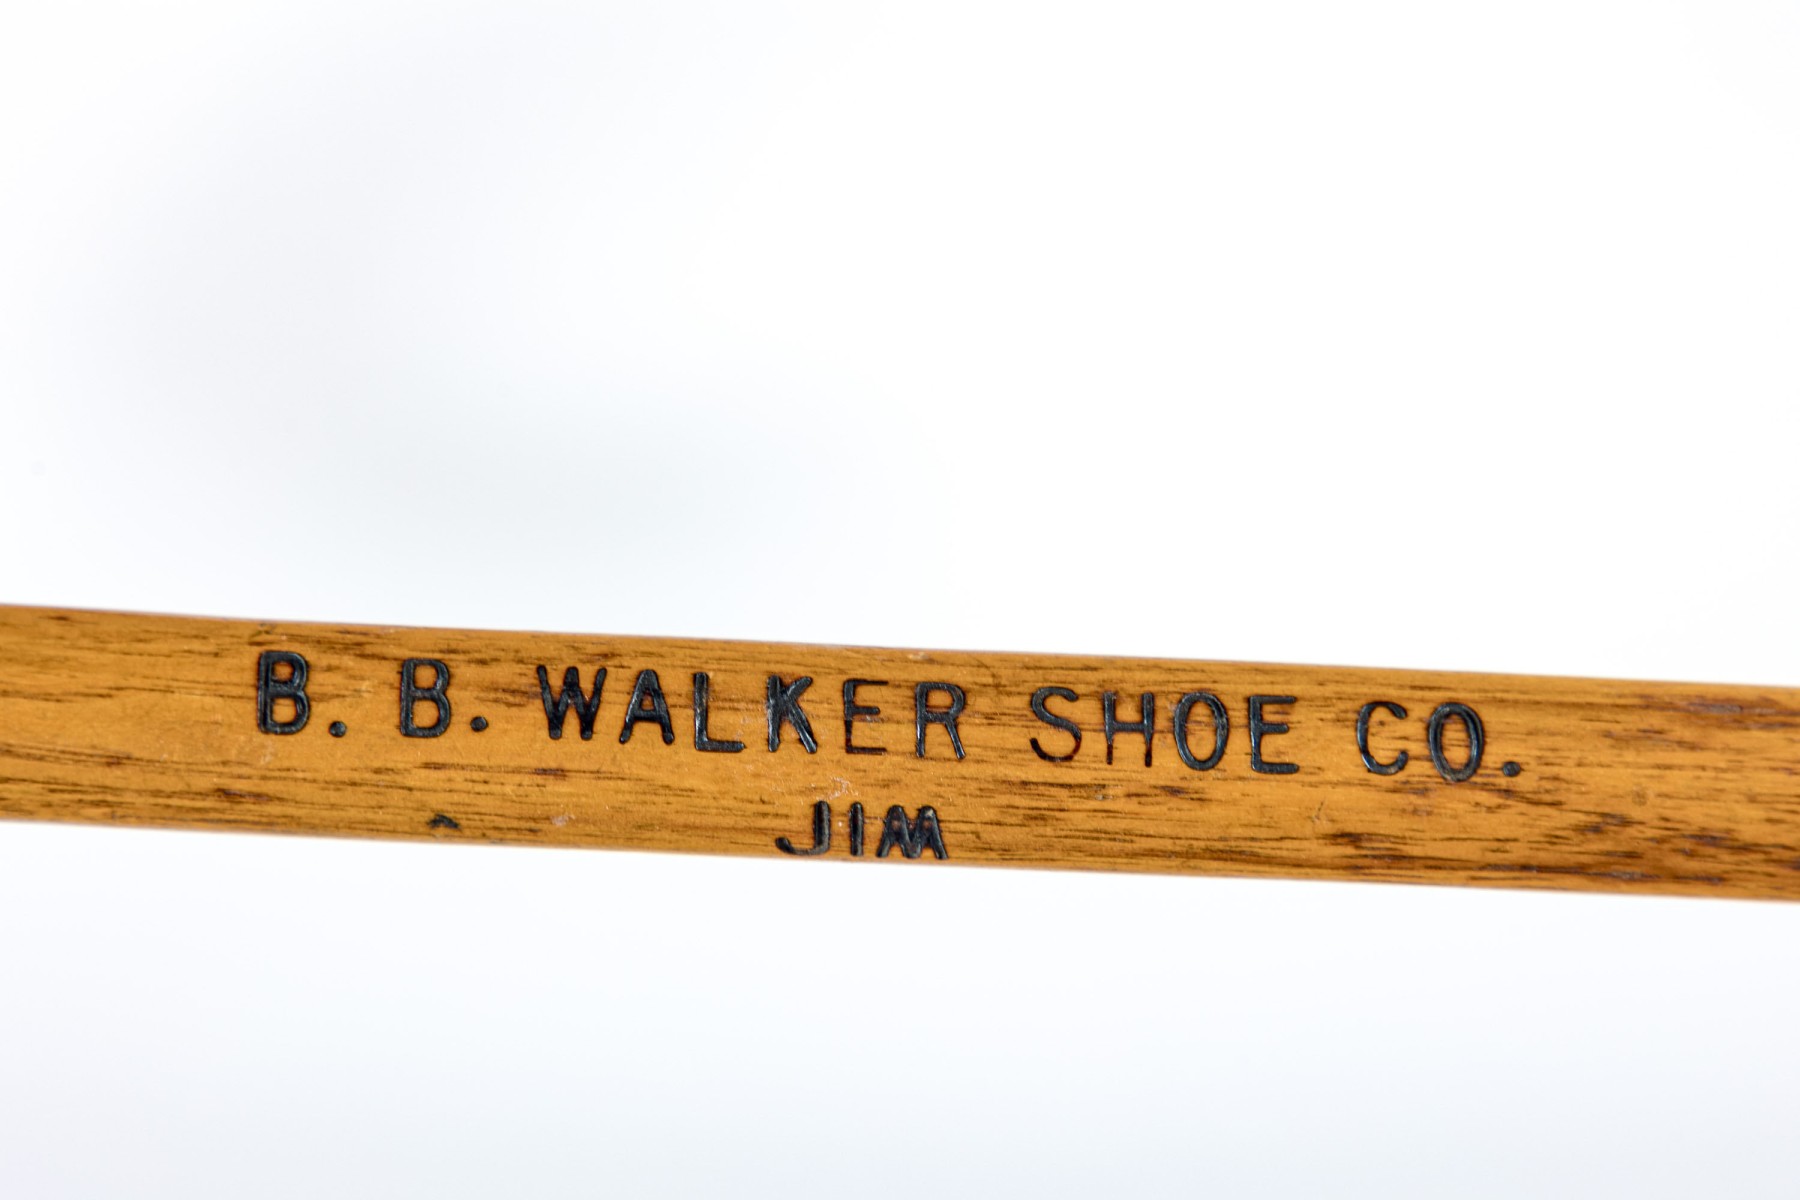 B. B. WALKER SHOE CO.
JIM